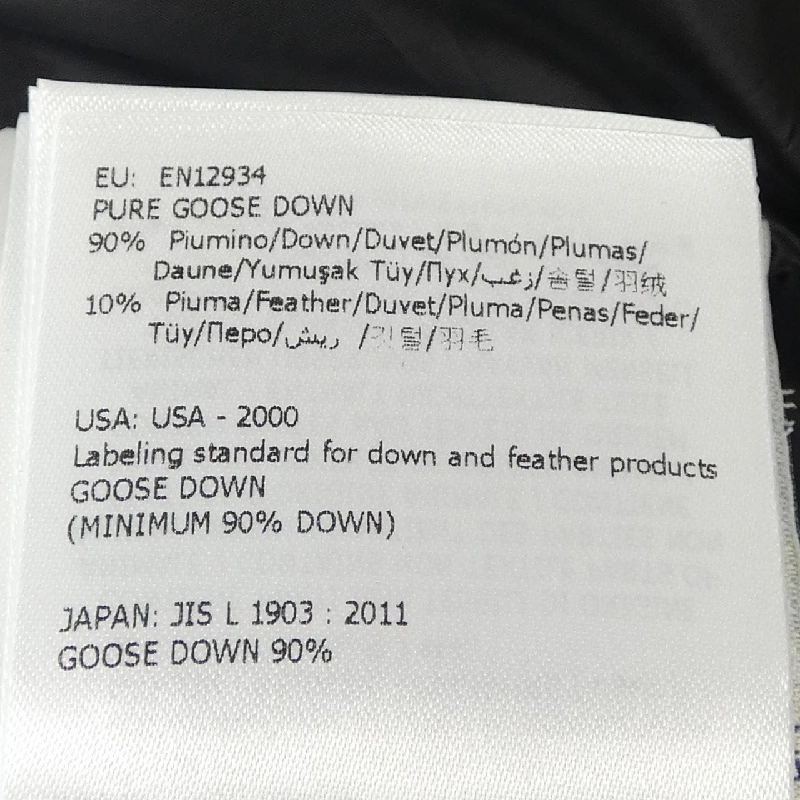 EU: EN12934
PURE GOOSE DOWN
90% Piumino/Down/Duvet/Plumón/Plumas/
Daune/Yumuşak Tüy/Пух/زغب/솜털/羽绒
10% Piuma/Feather/Duvet/Pluma/Penas/Feder/
Tüy/Перо/ريش /깃털/羽毛
USA: USA - 2000
Labeling standard for down and feather products
GOOSE DOWN
(MINIMUM 90% DOWN)
JAPAN: JIS L 1903 : 2011
GOOSE DOWN 90%